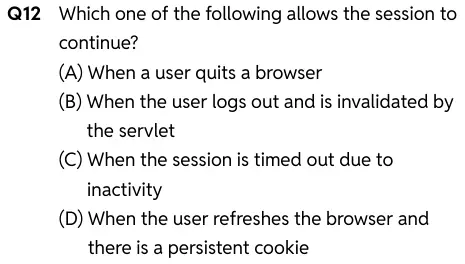 Q12 Which one of the following allows the session to
continue?
(A) When a user quits a browser
(B) When the user logs out and is invalidated by
the servlet
(C) When the session is timed out due to
inactivity
(D) When the user refreshes the browser and
there is a persistent cookie